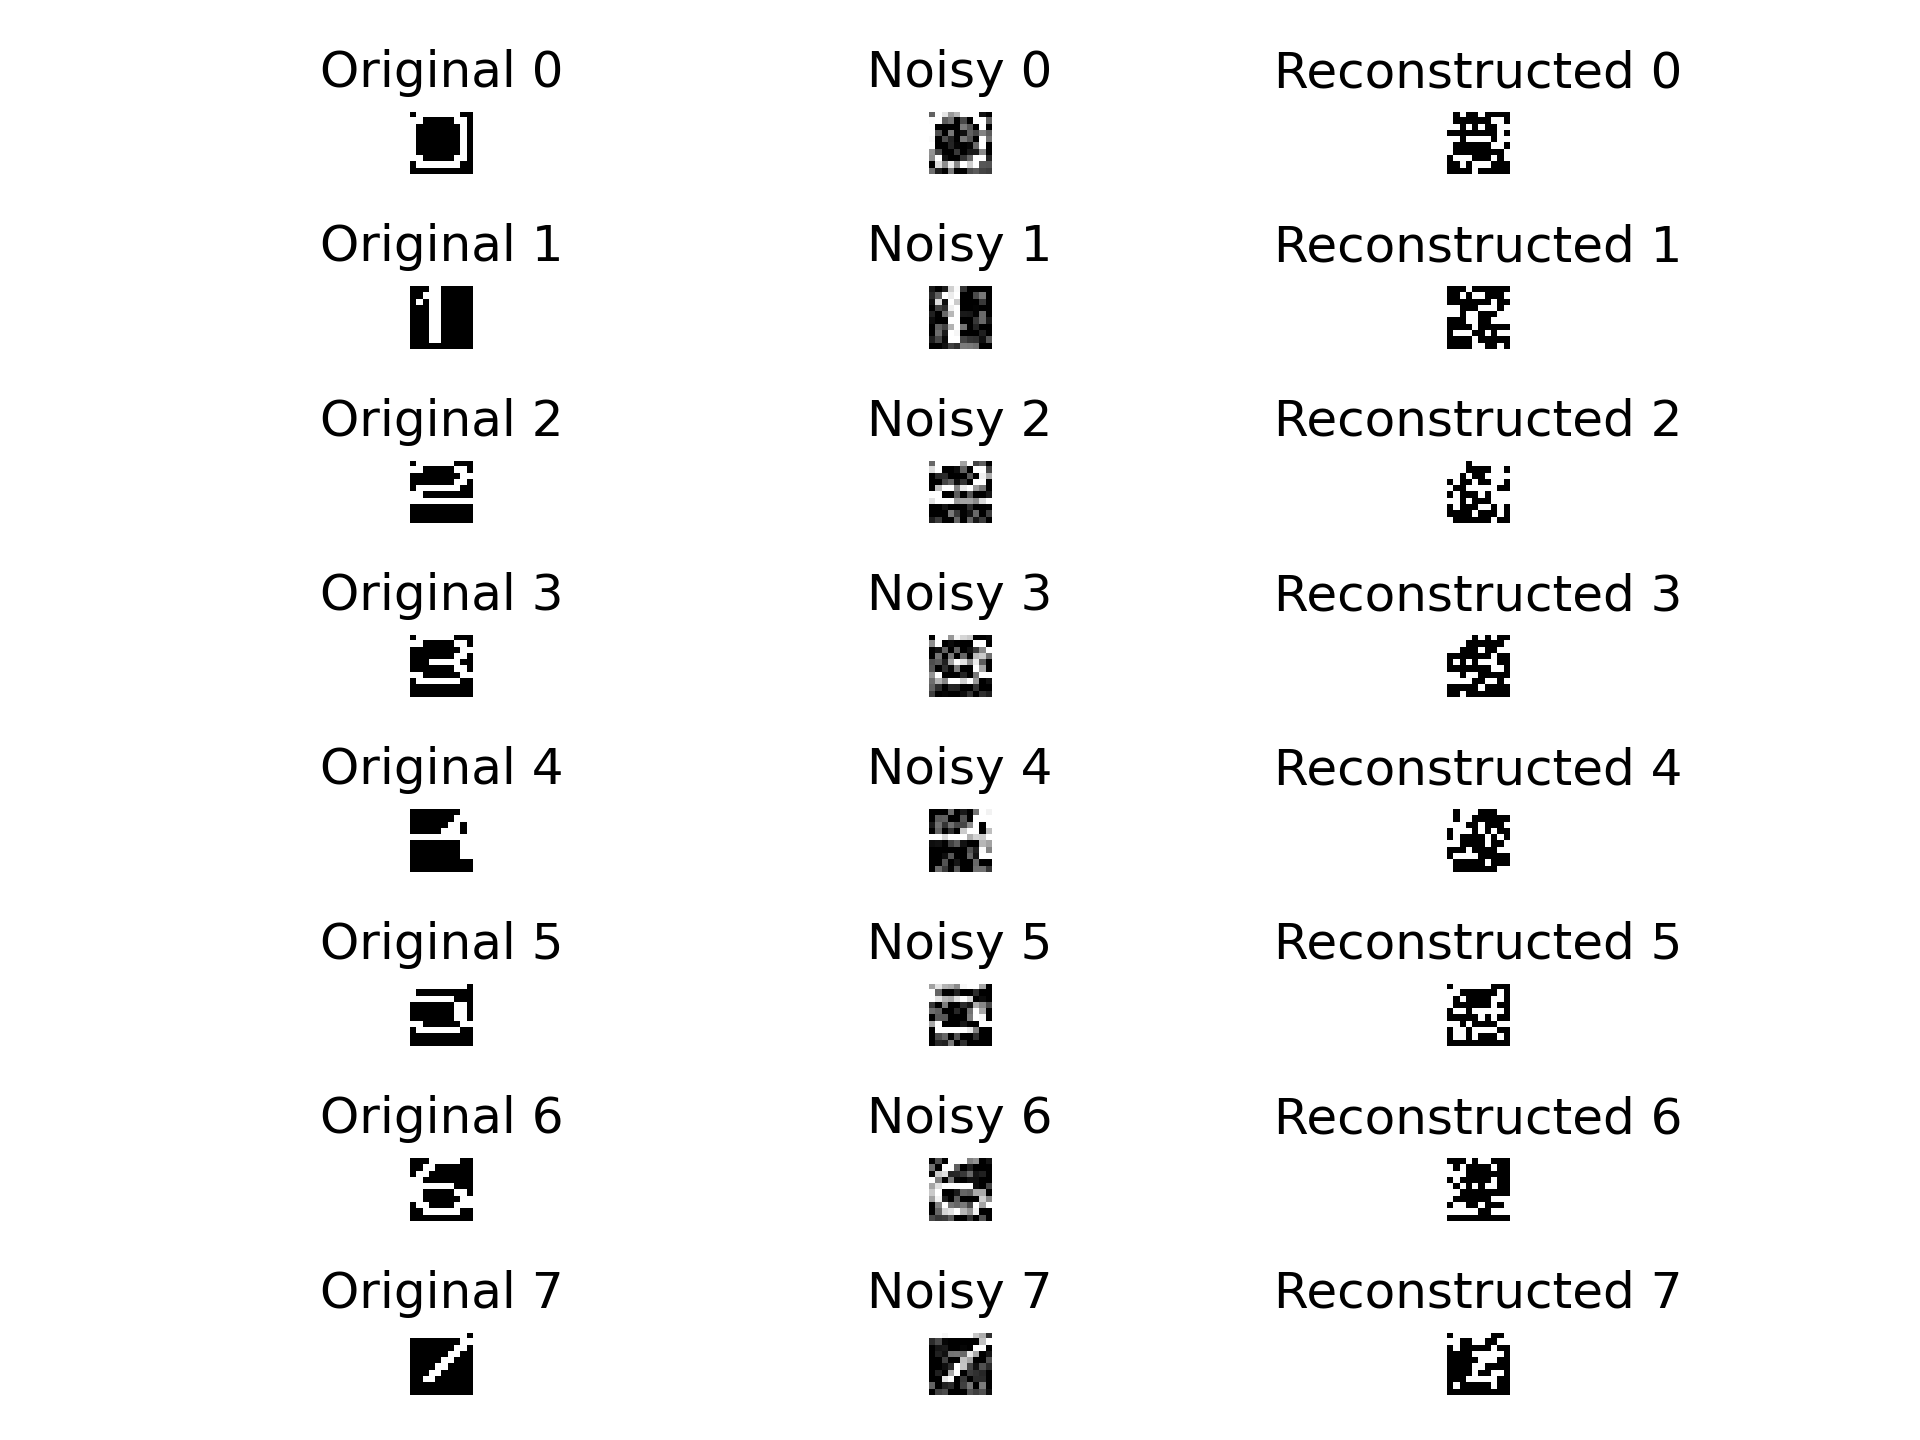 Original 0 Noisy 0 Reconstructed 0
Original 1 Noisy 1 Reconstructed 1
Original 2 Noisy 2 Reconstructed 2
Original 3 Noisy 3 Reconstructed 3
Original 4 Noisy 4 Reconstructed 4
Original 5 Noisy 5 Reconstructed 5
Original 6 Noisy 6 Reconstructed 6
Original 7 Noisy 7 Reconstructed 7